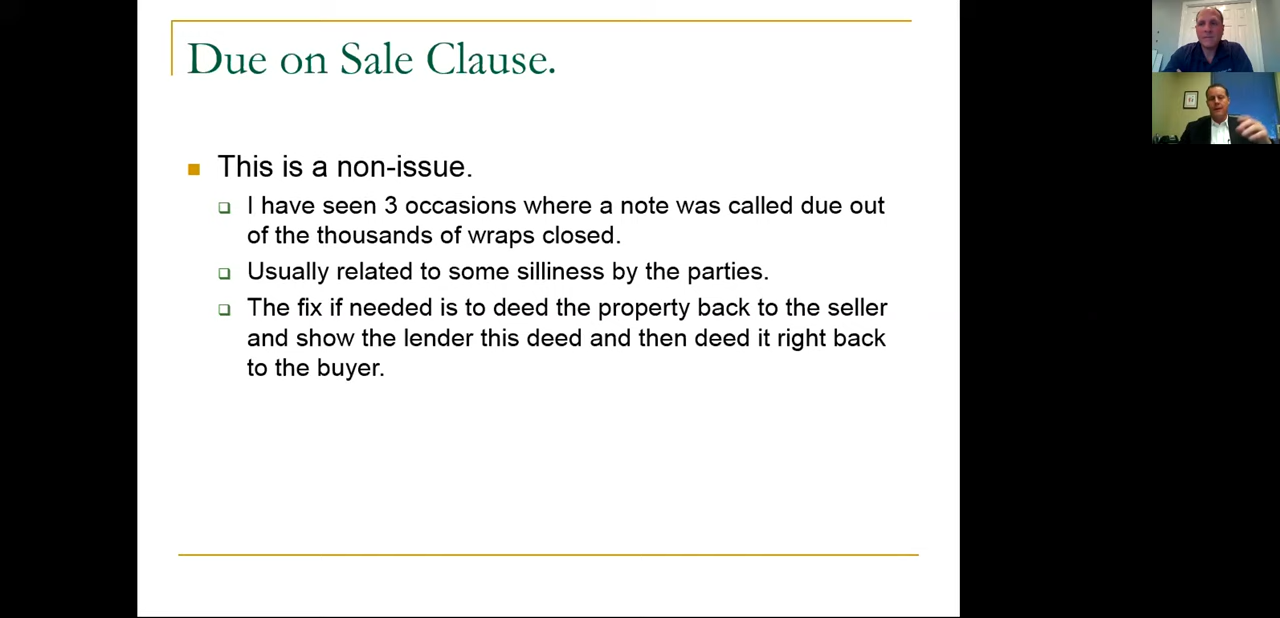 Due on Sale Clause.
This is a non-issue.
I have seen 3 occasions where a note was called due out
of the thousands of wraps closed.
Usually related to some silliness by the parties.
The fix if needed is to deed the property back to the seller
and show the lender this deed and then deed it right back
to the buyer.